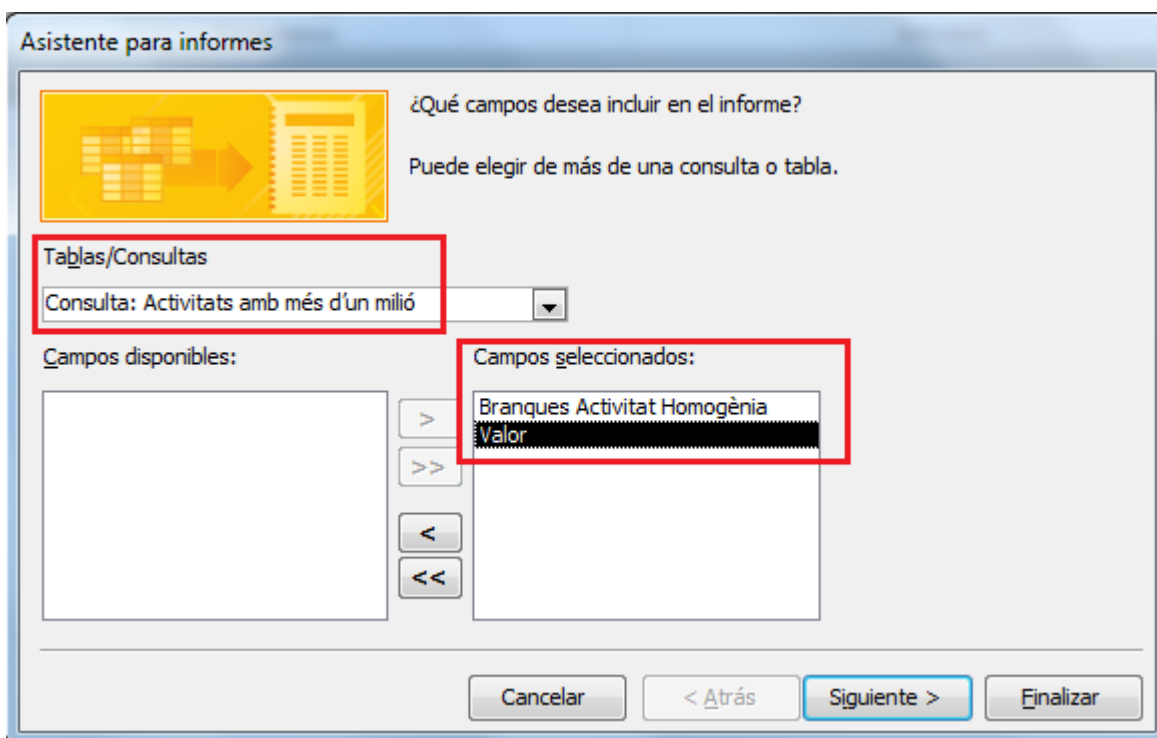 Asistente para informes
¿Qué campos desea incluir en el informe?
Puede elegir de más de una consulta o tabla.
Tablas/Consultas
Consulta: Activitats amb més d'un milió
Campos disponibles:
Campos seleccionados:
Branques Activitat Homogènia
Valor
>
>>
<
<<
Cancelar
< Atrás
Siguiente >
Finalizar